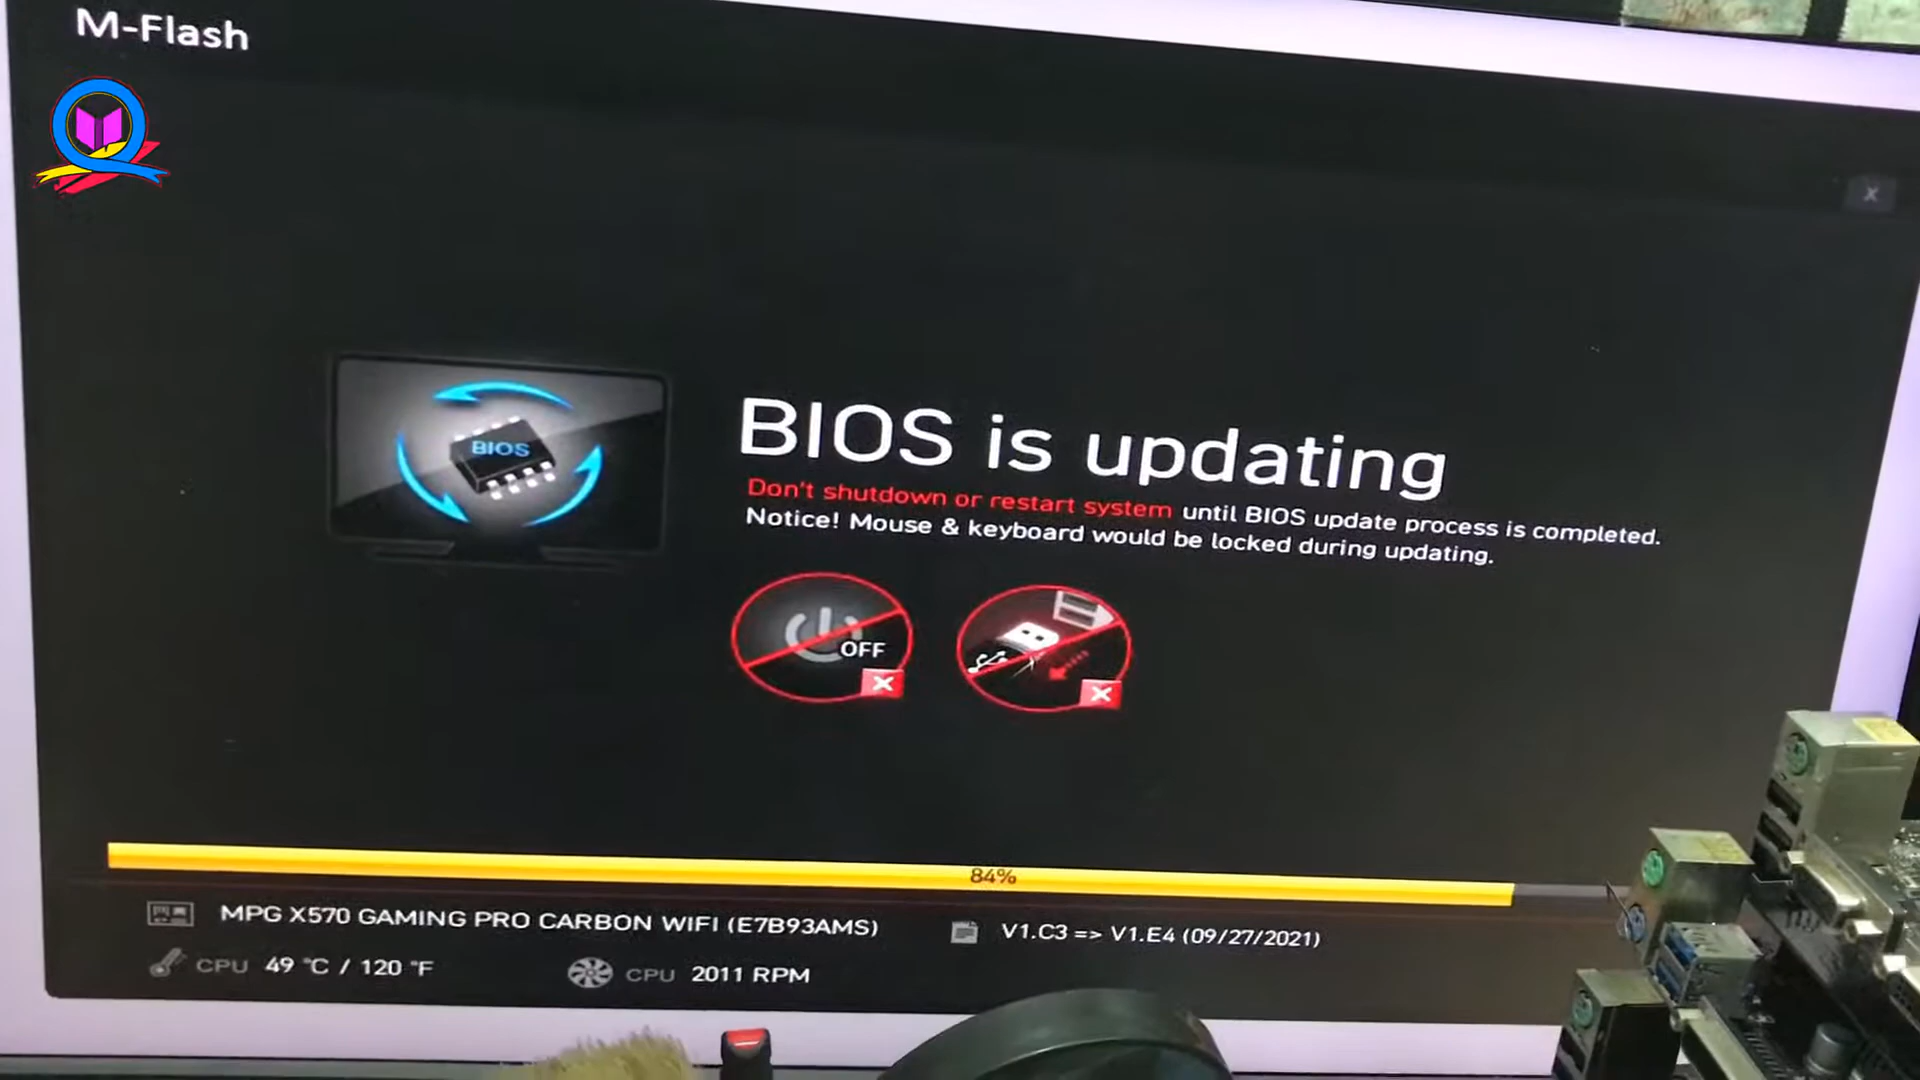 M-Flash
BIOS
BIOS is updating
Don't shutdown or restart system until BIOS update process is completed.
Notice! Mouse & keyboard would be locked during updating.
OFF
84%
MPG X570 GAMING PRO CARBON WIFI (E7B93AMS)
V1.C3 => V1.E4 (09/27/2021)
CPU 49 °C / 120 °F
CPU 2011 RPM